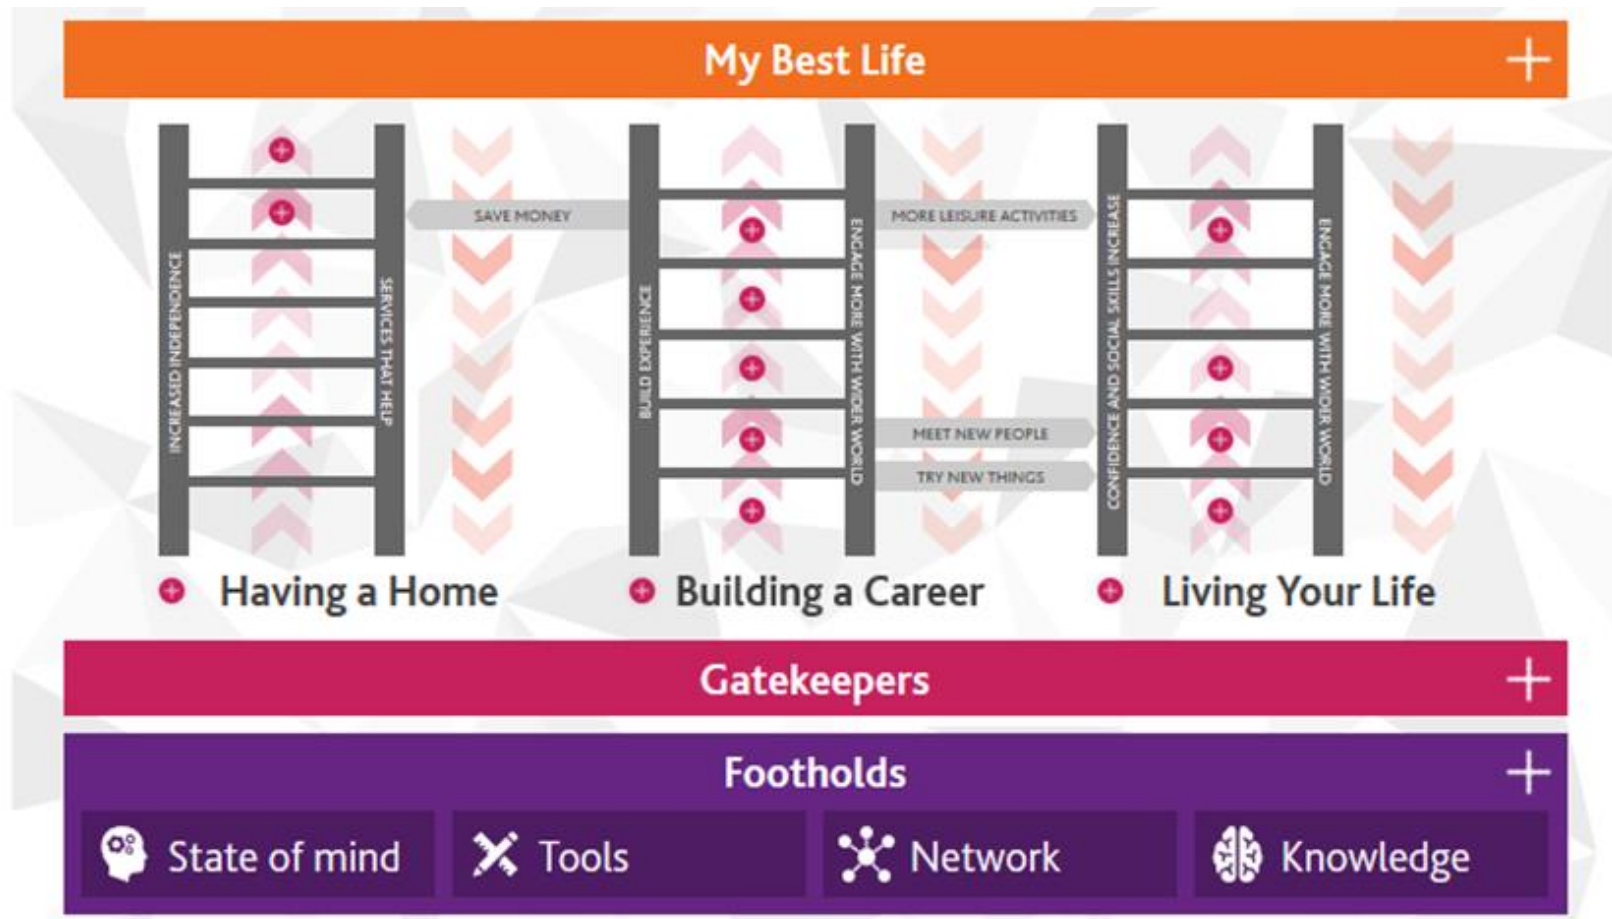 My Best Life
INCREASED INDEPENDENCE
SERVICES THAT HELP
SAVE MONEY
BUILD EXPERIENCE
ENGAGE MORE WITH WIDER WORLD
MORE LEISURE ACTIVITIES
MEET NEW PEOPLE
TRY NEW THINGS
CONFIDENCE AND SOCIAL SKILLS INCREASE
ENGAGE MORE WITH WIDER WORLD
Having a Home
Building a Career
Living Your Life
Gatekeepers
Footholds
State of mind
Tools
Network
Knowledge